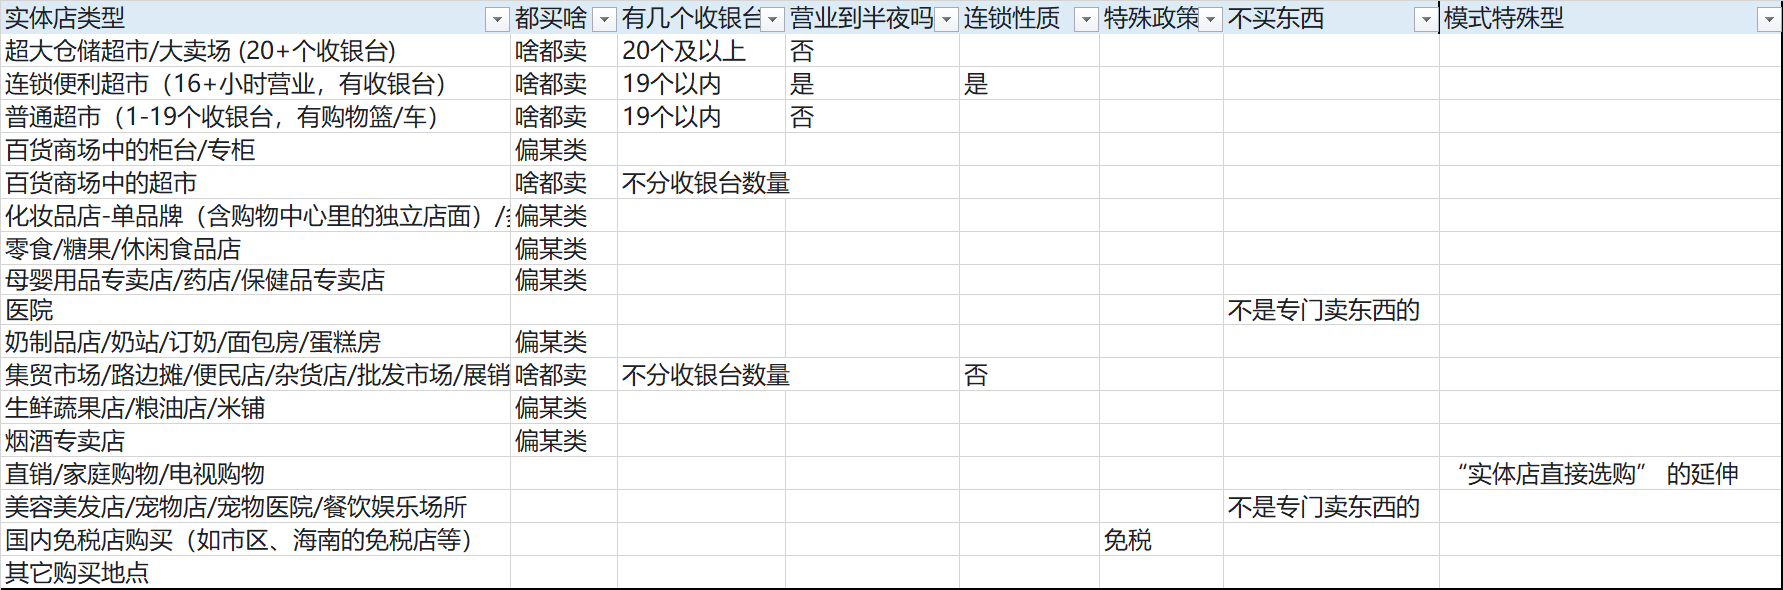 实体店类型 都买啥 有几个收银台 营业到半夜吗 连锁性质 特殊政策 不买东西 模式特殊型
超大仓储超市/大卖场 (20+个收银台) 啥都卖 20个及以上 否
连锁便利超市（16+小时营业，有收银台） 啥都卖 19个以内 是 是
普通超市（1-19个收银台，有购物篮/车） 啥都卖 19个以内 否
百货商场中的柜台/专柜 偏某类
百货商场中的超市 啥都卖 不分收银台数量
化妆品店-单品牌（含购物中心里的独立店面）/ 偏某类
零食/糖果/休闲食品店 偏某类
母婴用品专卖店/药店/保健品专卖店 偏某类
医院 不是专门卖东西的
奶制品店/奶站/订奶/面包房/蛋糕房 偏某类
集贸市场/路边摊/便民店/杂货店/批发市场/展销 啥都卖 不分收银台数量 否
生鲜蔬果店/粮油店/米铺 偏某类
烟酒专卖店 偏某类
直销/家庭购物/电视购物 “实体店直接选购” 的延伸
美容美发店/宠物店/宠物医院/餐饮娱乐场所 不是专门卖东西的
国内免税店购买（如市区、海南的免税店等） 免税
其它购买地点